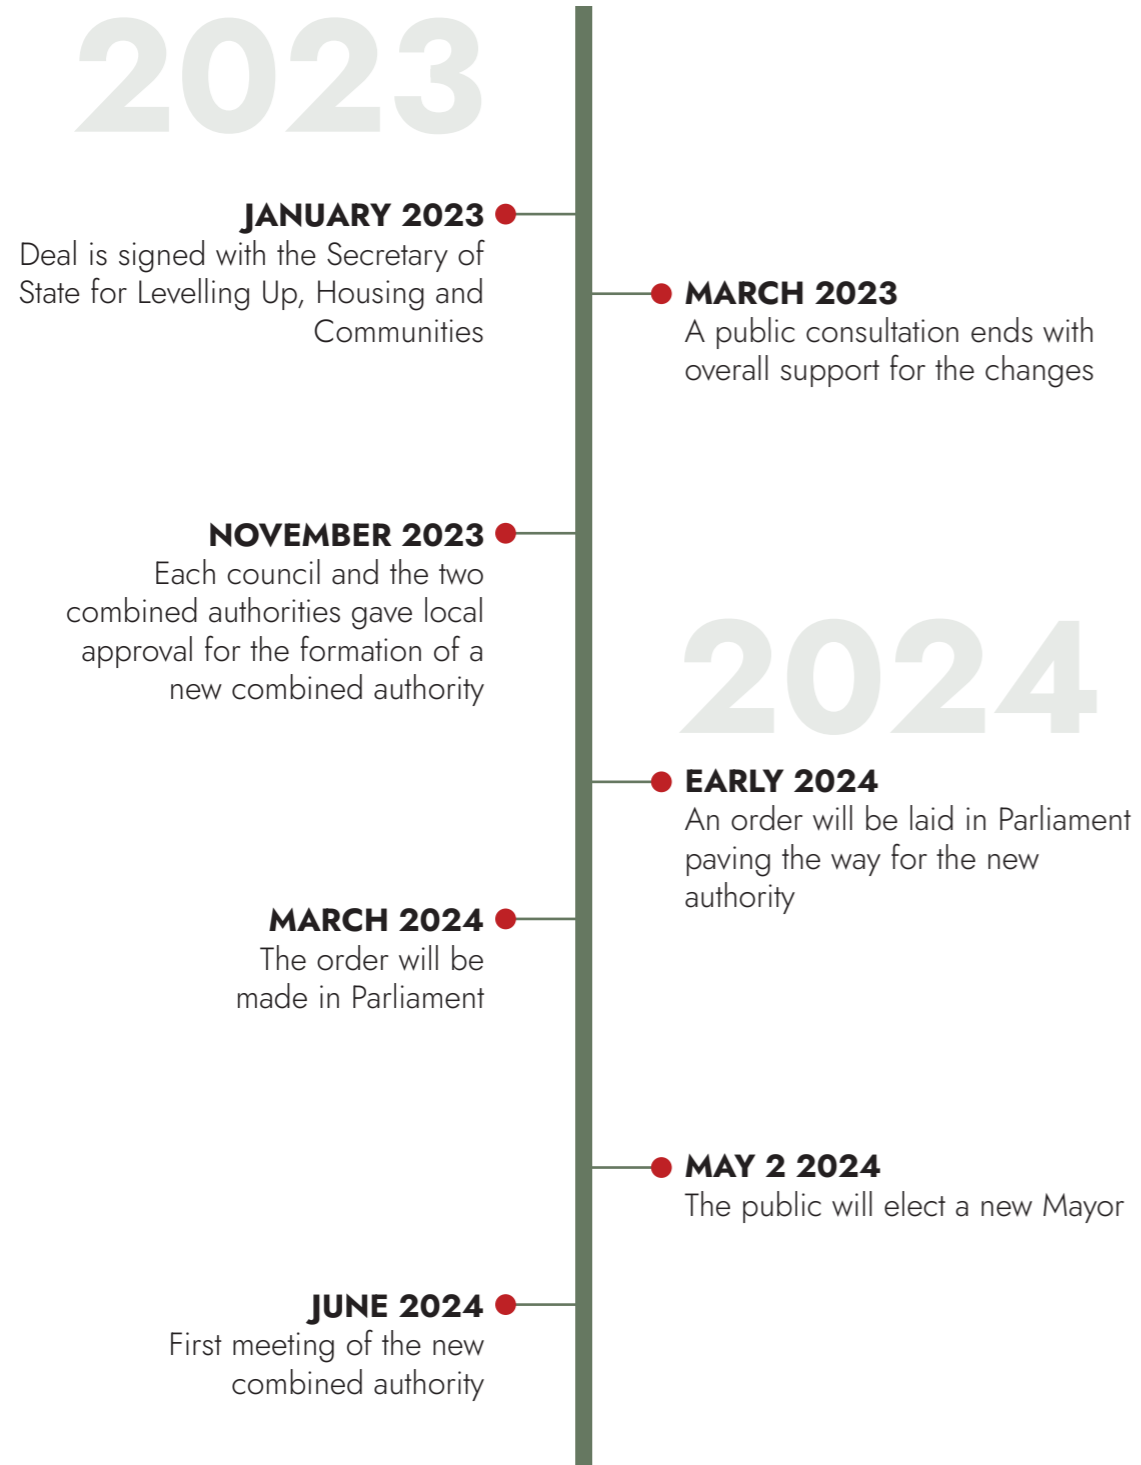 2023
JANUARY 2023
Deal is signed with the Secretary of
State for Levelling Up, Housing and
Communities
MARCH 2023
A public consultation ends with
overall support for the changes
NOVEMBER 2023
Each council and the two
combined authorities gave local
approval for the formation of a
new combined authority
2024
EARLY 2024
An order will be laid in Parliament
paving the way for the new
authority
MARCH 2024
The order will be
made in Parliament
MAY 2 2024
The public will elect a new Mayor
JUNE 2024
First meeting of the new
combined authority